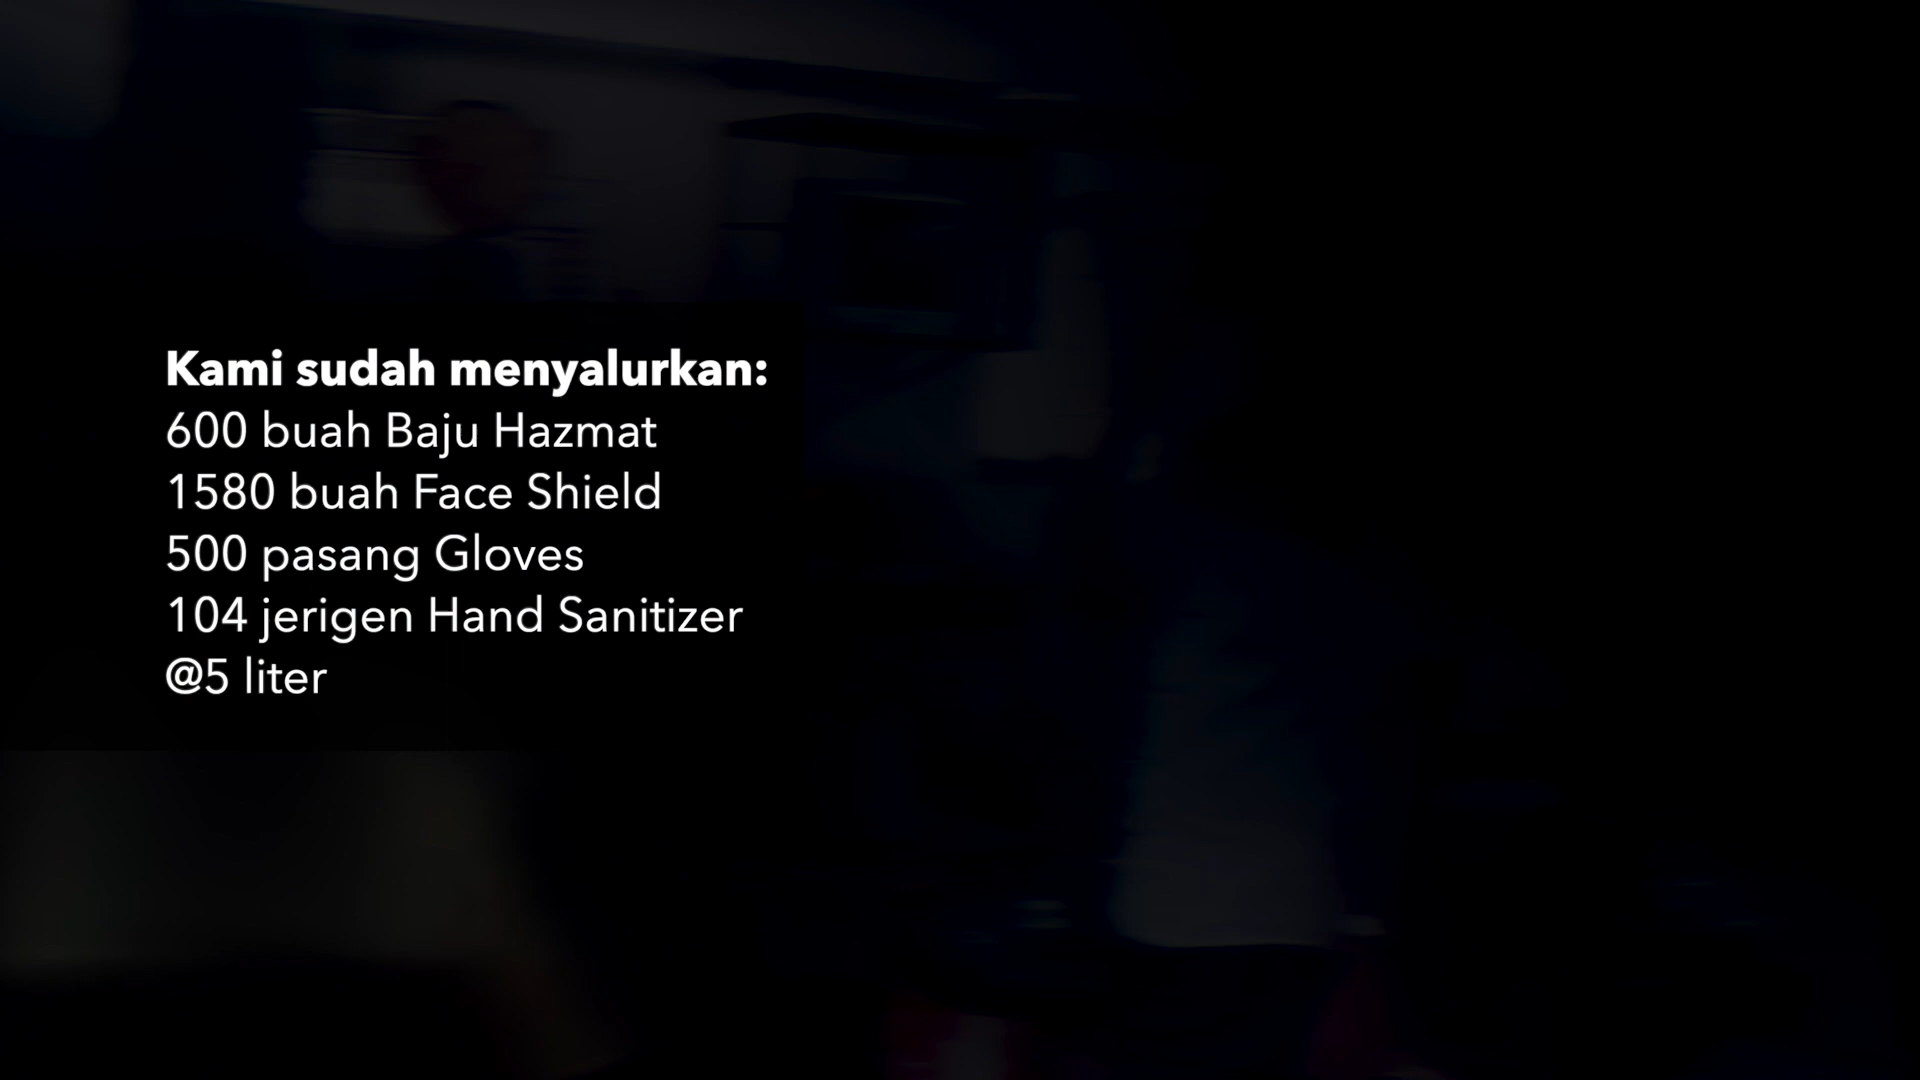 Kami sudah menyalurkan:
600 buah Baju Hazmat
1580 buah Face Shield
500 pasang Gloves
104 jerigen Hand Sanitizer
@5 liter